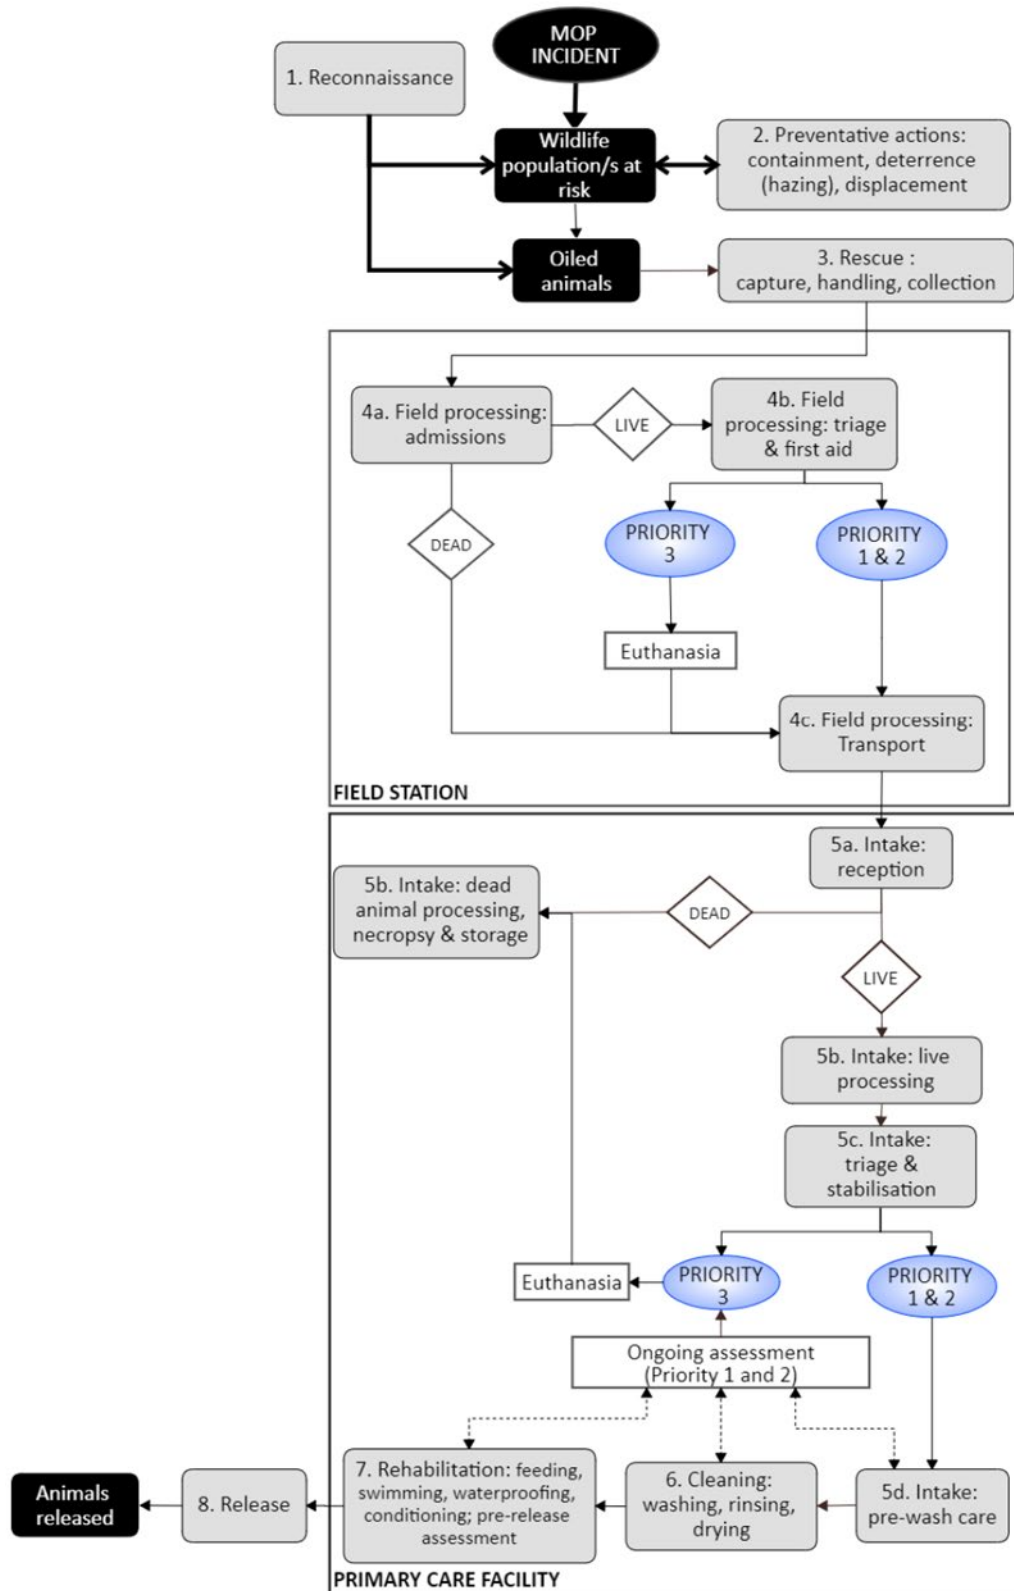 MOP
INCIDENT
1. Reconnaissance
Wildlife
population/s at
risk
2. Preventative actions:
containment, deterrence
(hazing), displacement
Oiled
animals
3. Rescue :
capture, handling, collection
4a. Field processing:
admissions
LIVE
4b. Field
processing: triage
& first aid
DEAD
PRIORITY
3
PRIORITY
1 & 2
Euthanasia
4c. Field processing:
Transport
FIELD STATION
5a. Intake:
reception
5b. Intake: dead
animal processing,
necropsy & storage
DEAD
LIVE
5b. Intake: live
processing
5c. Intake:
triage &
stabilisation
Euthanasia
PRIORITY
3
PRIORITY
1 & 2
Ongoing assessment
(Priority 1 and 2)
Animals
released
8. Release
7. Rehabilitation: feeding,
swimming, waterproofing,
conditioning; pre-release
assessment
6. Cleaning:
washing, rinsing,
drying
5d. Intake:
pre-wash care
PRIMARY CARE FACILITY